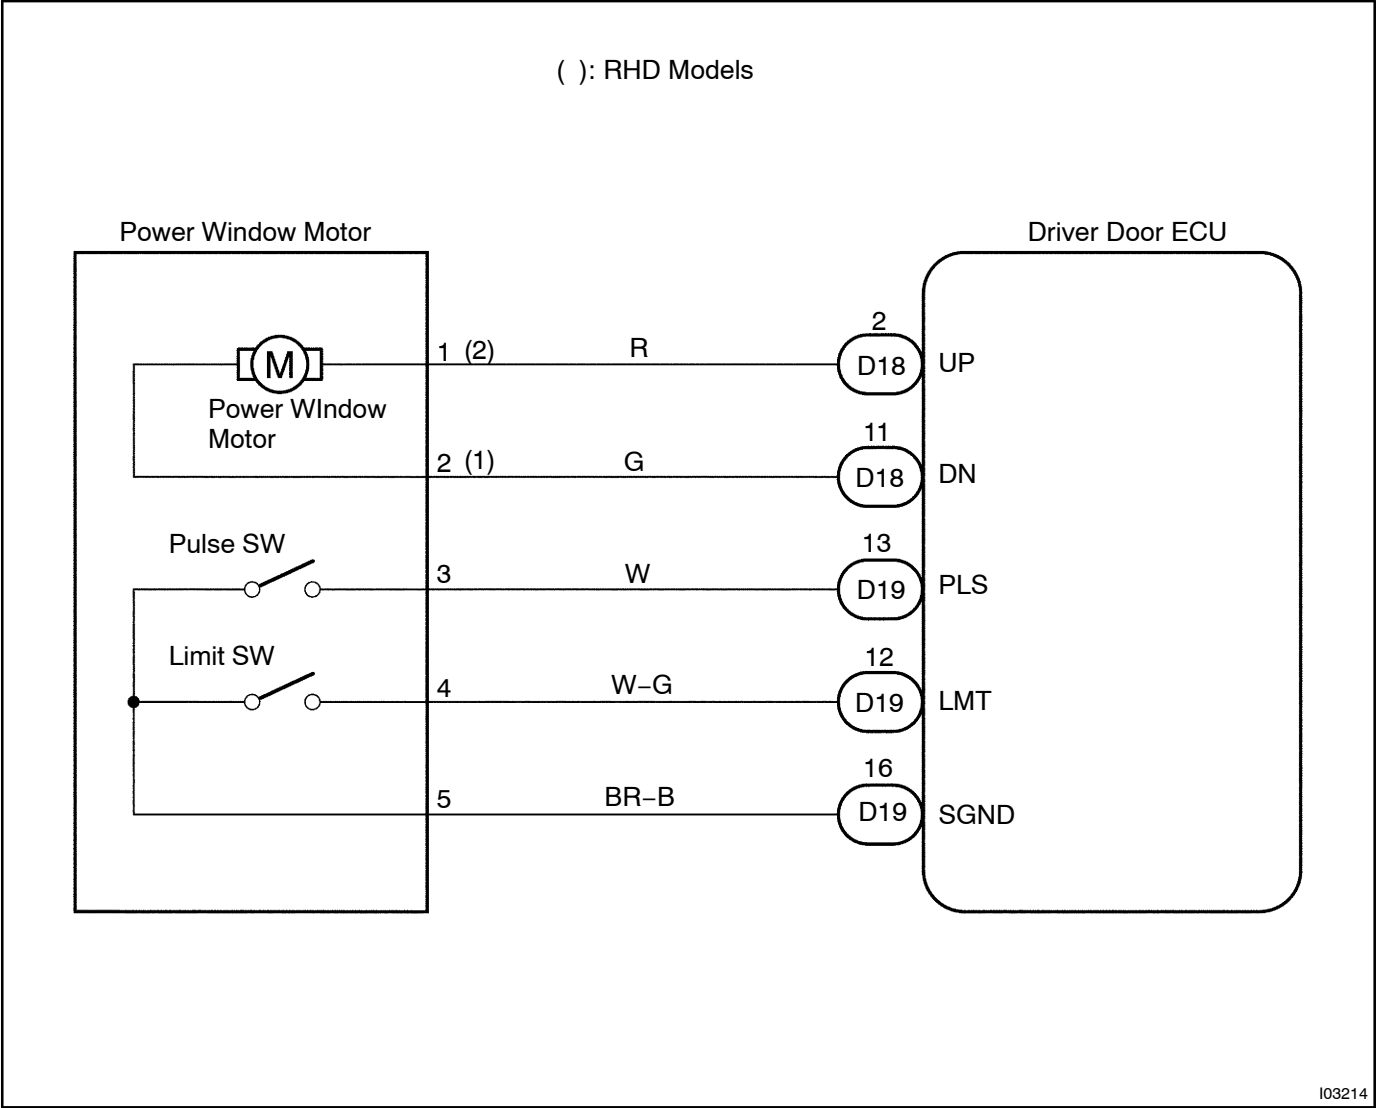 ( ): RHD Models
Power Window Motor
Driver Door ECU
M
Power WIndow
Motor
1 (2)
R
2
D18
UP
2 (1)
G
11
D18
DN
Pulse SW
3
W
13
D19
PLS
Limit SW
4
W–G
12
D19
LMT
5
BR–B
16
D19
SGND
I03214